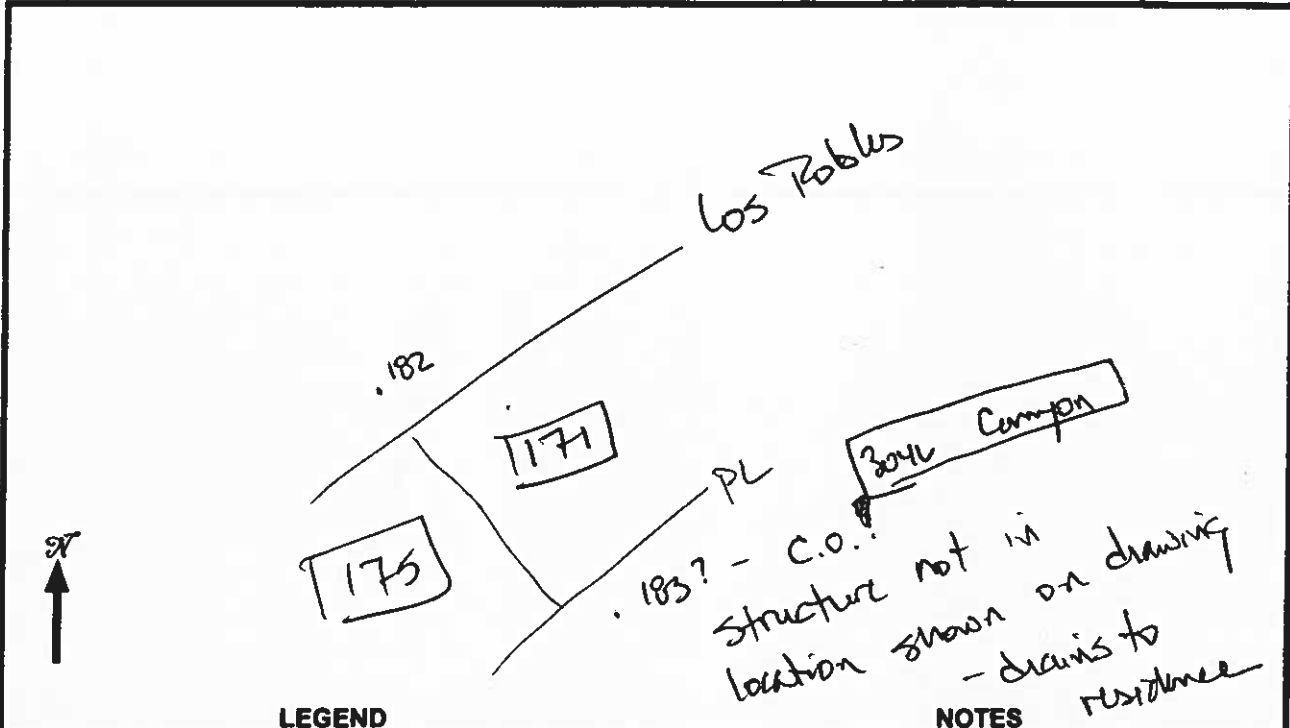 Los Robles
.182
171
3046 Canyon
PL
175
N
.183? - C.O.?
structure not in
location shown on drawing
- drains to
residence
LEGEND
NOTES